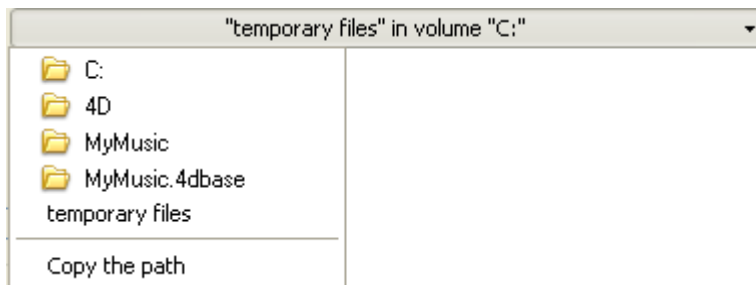 "temporary files" in volume "C:"
C:
4D
MyMusic
MyMusic.4dbase
temporary files
Copy the path